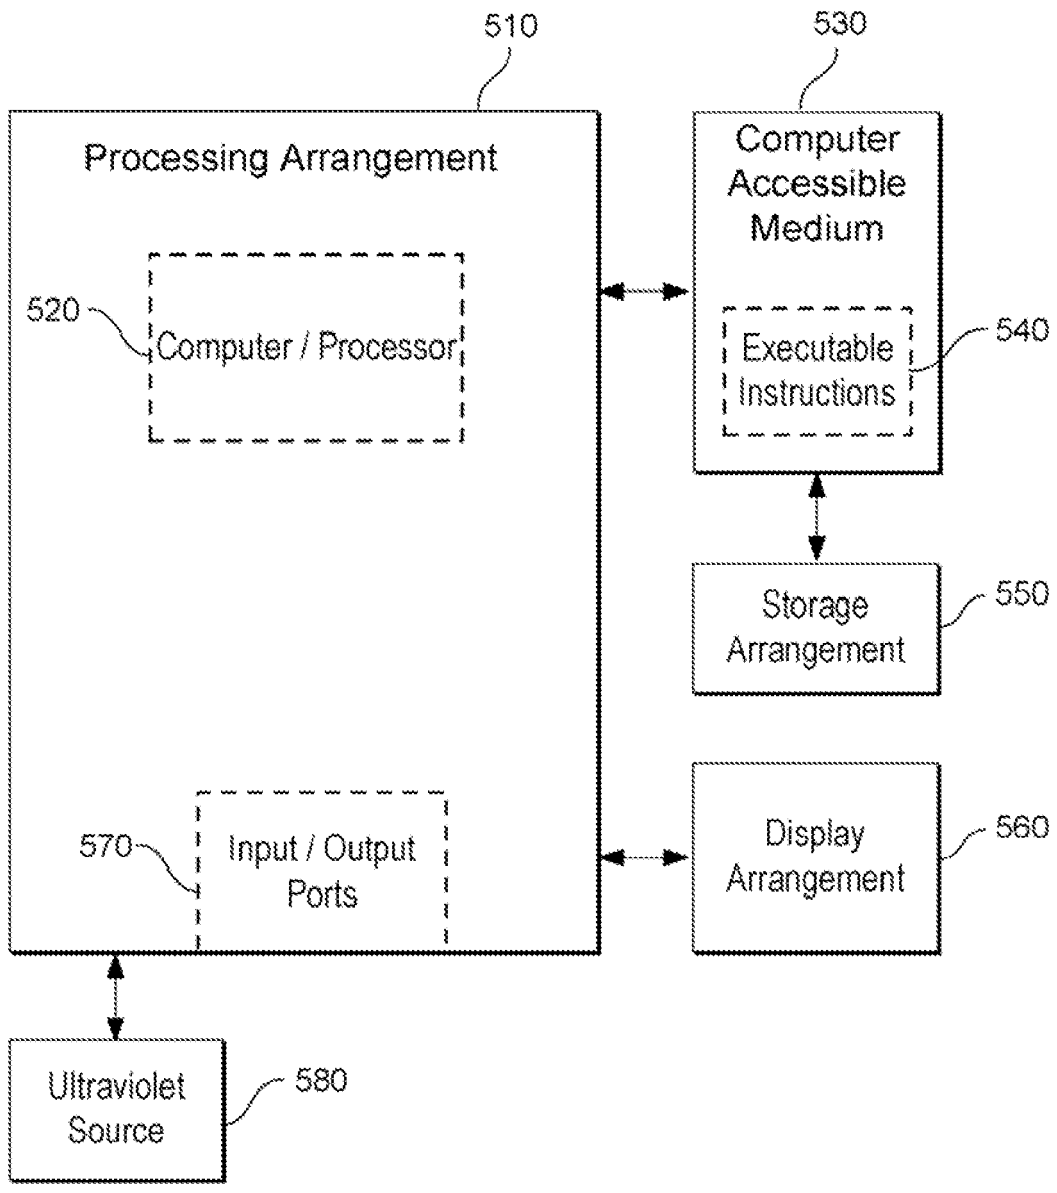 510
530
Processing Arrangement
Computer
Accessible
Medium
520
Computer / Processor
540
Executable
Instructions
550
Storage
Arrangement
570
Input / Output
Ports
560
Display
Arrangement
580
Ultraviolet
Source